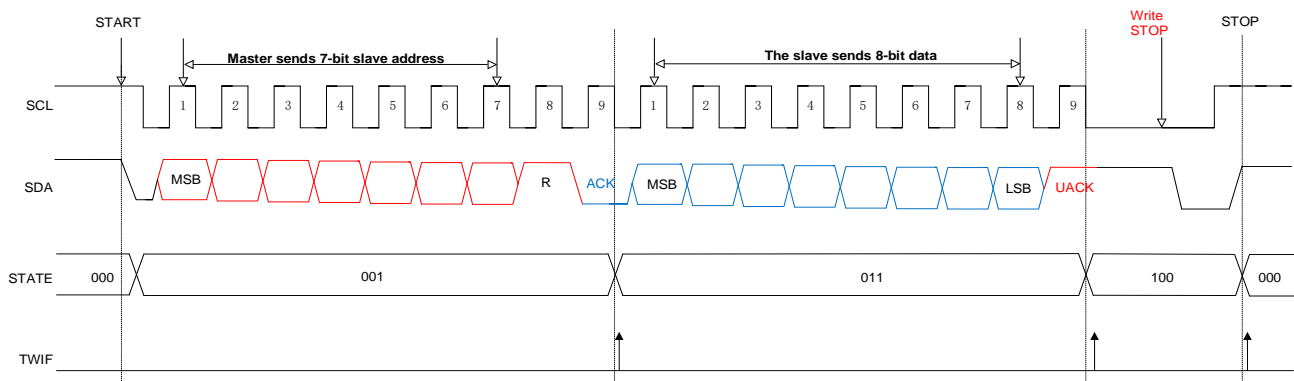 START
Write
STOP
STOP
Master sends 7-bit slave address
The slave sends 8-bit data
SCL
1 2 3 4 5 6 7 8 9 1 2 3 4 5 6 7 8 9
SDA
MSB R ACK MSB LSB UACK
STATE
000 001 011 100 000
TWIF